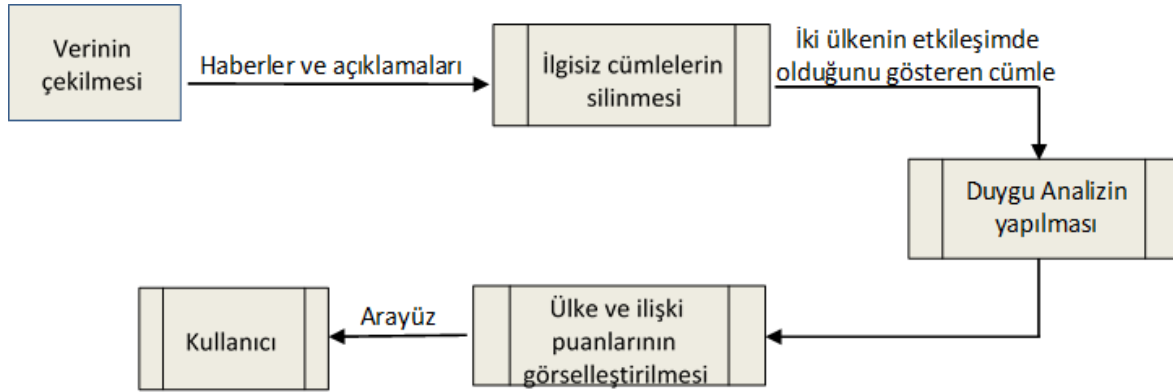 Verinin
çekilmesi
Haberler ve açıklamaları
İlgisiz cümlelerin
silinmesi
İki ülkenin etkileşimde
olduğunu gösteren cümle
Duygu Analizin
yapılması
Ülke ve ilişki
puanlarının
görselleştirilmesi
Arayüz
Kullanıcı